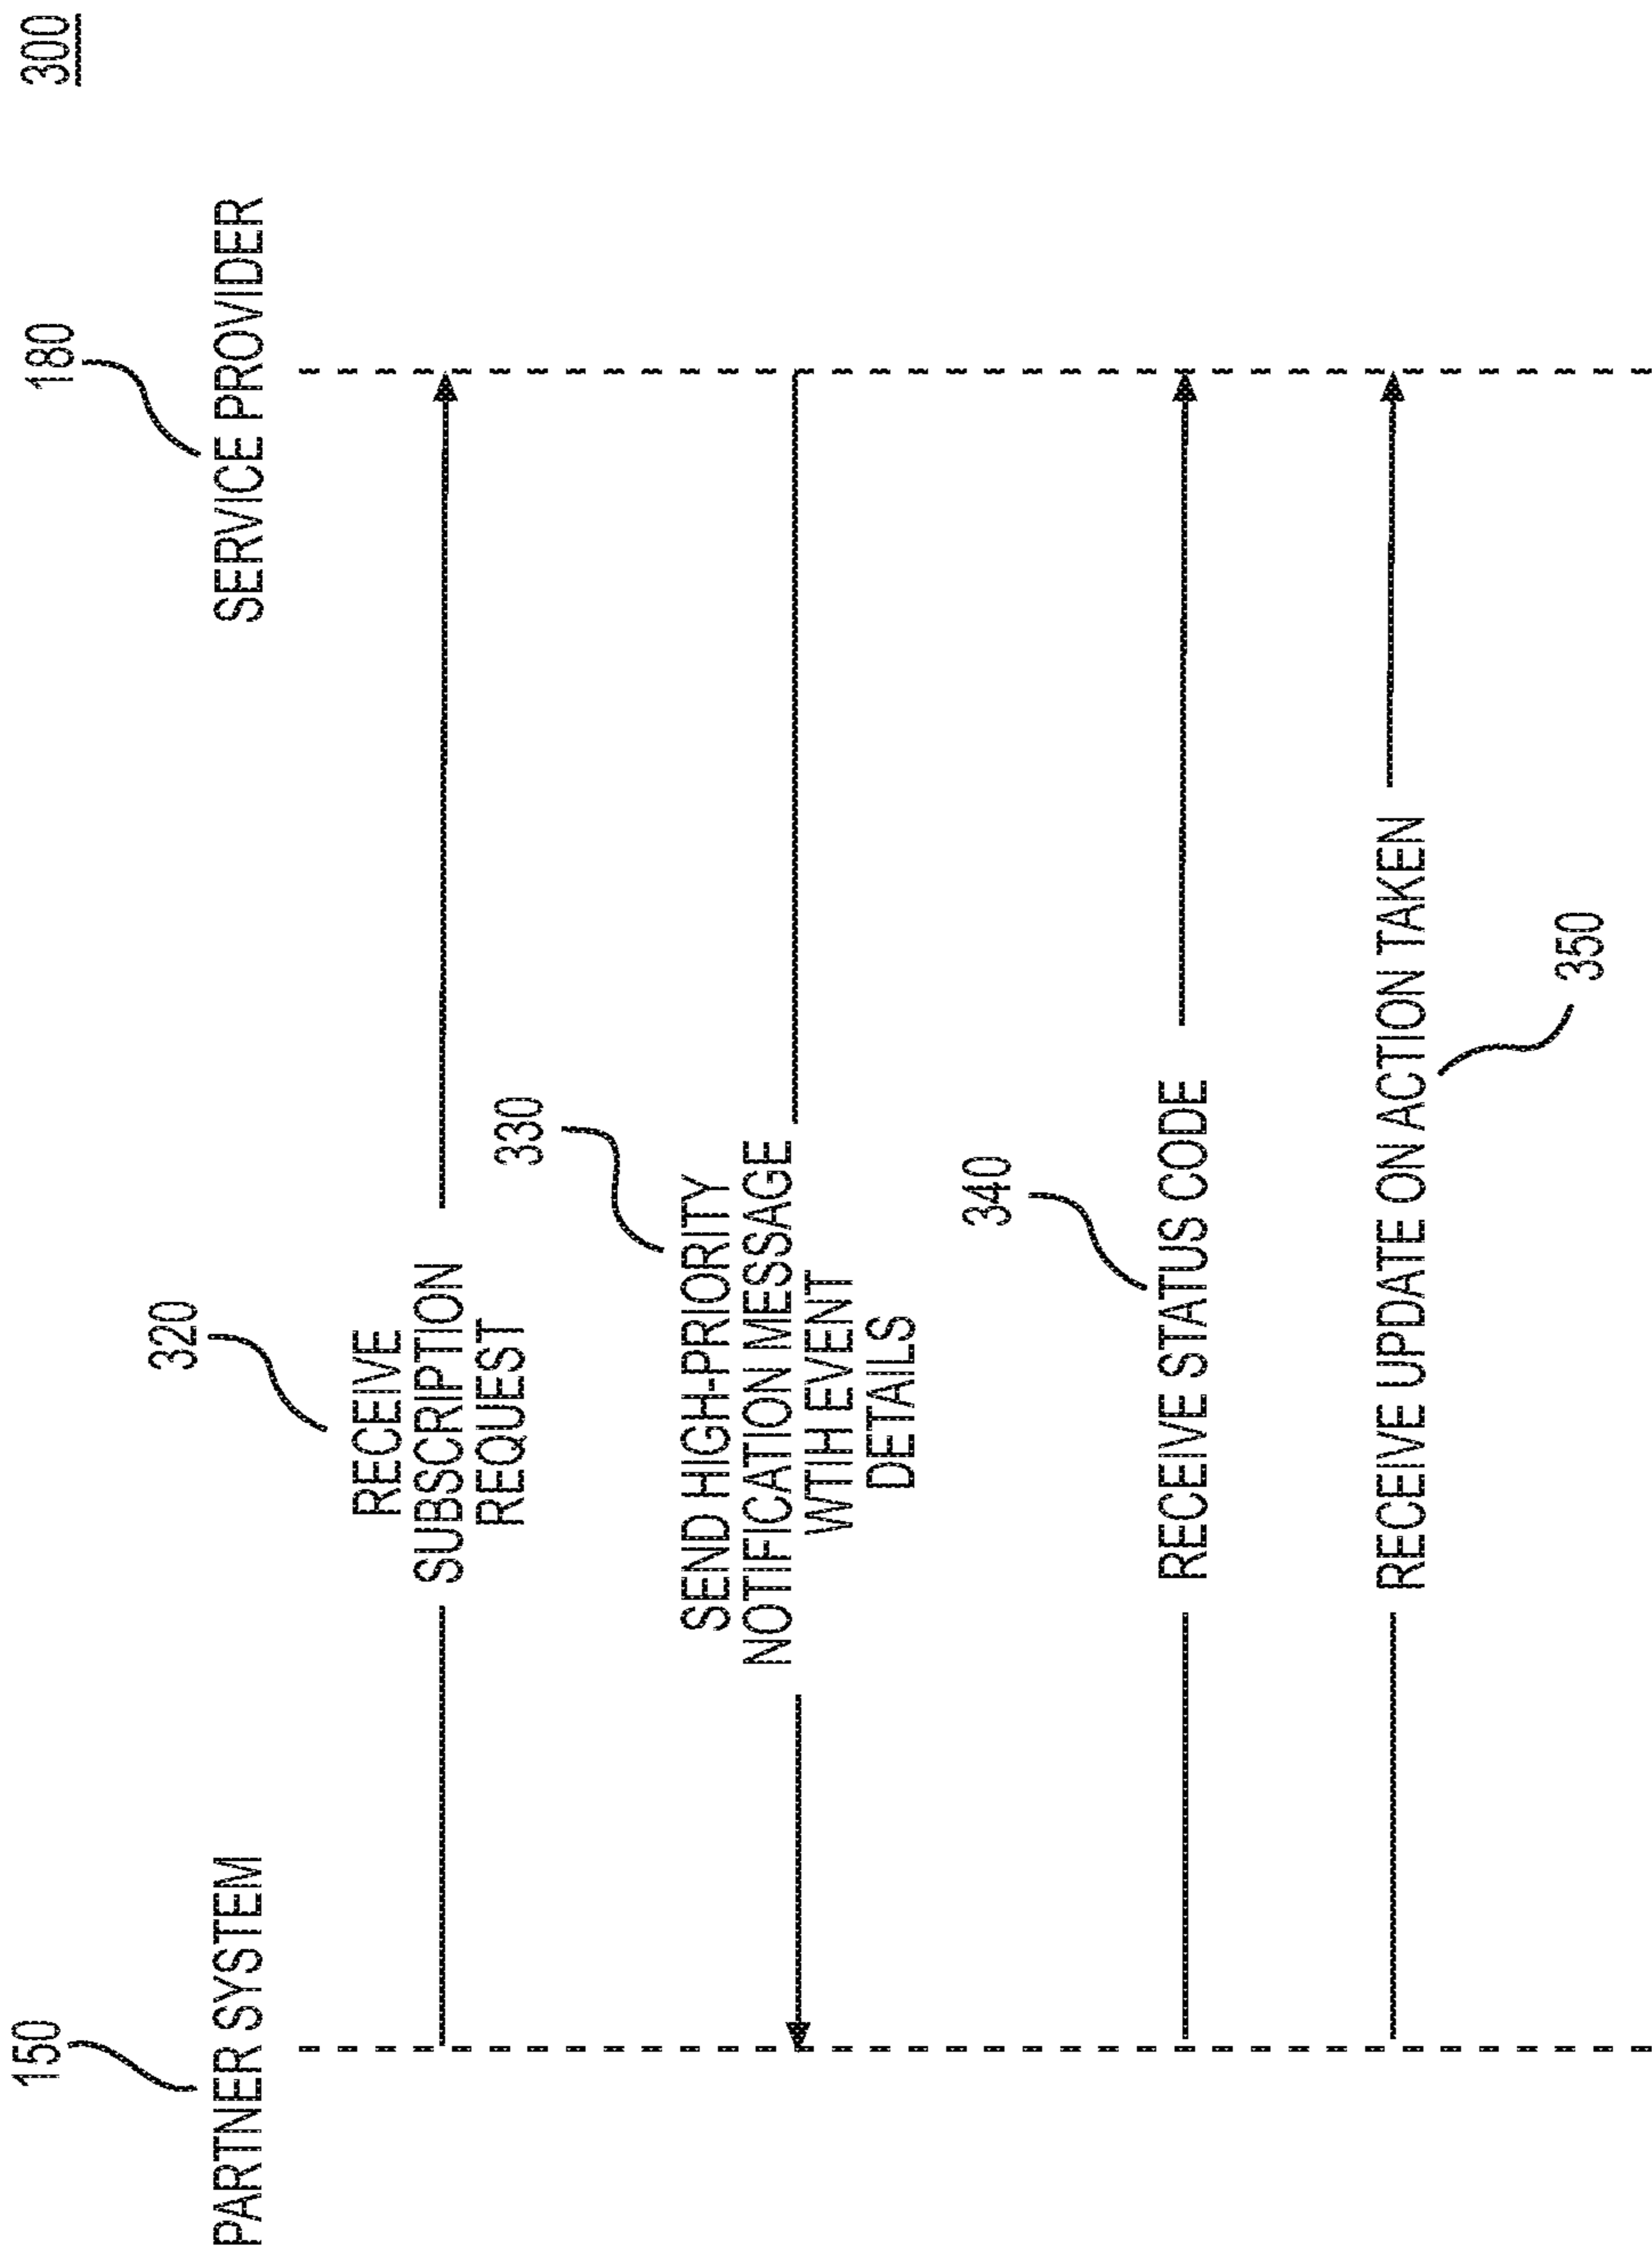 300
150
180
PARTNER SYSTEM
SERVICE PROVIDER
320
RECEIVE
SUBSCRIPTION
REQUEST
330
SEND HIGH-PRIORITY
NOTIFICATION MESSAGE
WTIH EVENT
DETAILS
340
RECEIVE STATUS CODE
RECEIVE UPDATE ON ACTION TAKEN
350